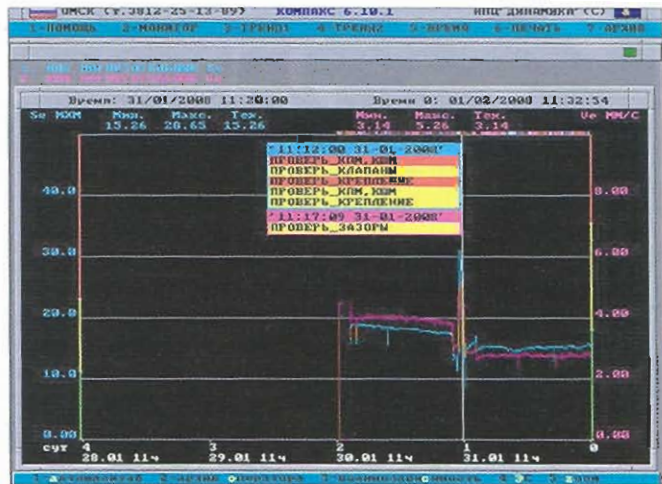 ОМСК (т.3812-25-13-89) КОМПАКС 6.10.1 НПЦ"ДИНАМИКА"(С)
1-ПОМОЩЬ 2-МОНИТОР 3-ТРЕНД1 4-ТРЕНД2 5-ВРЕМЯ 6-ПЕЧАТЬ 7-АРХИВ
Время: 31/01/2008 11:20:00 Время 0: 01/02/2008 11:32:54
Se МКМ Мин. Макс. Тек. Мин. Макс. Тек. Ve ММ/С
15.26 28.65 15.26 3.14 5.26 3.14
"11:12:00 31-01-2008"
ПРОВЕРЬ_КПМ,КВМ
ПРОВЕРЬ_КЛАПАНЫ
ПРОВЕРЬ_КРЕПЛЕНИЕ
ПРОВЕРЬ_КПМ,КВМ
ПРОВЕРЬ_КРЕПЛЕНИЕ
"11:17:09 31-01-2008"
ПРОВЕРЬ_ЗАЗОРЫ
40.0 8.00
30.0 6.00
20.0 4.00
10.0 2.00
0.00 0.00
сут 4 3 2 1 0
28.01 11ч 29.01 11ч 30.01 11ч 31.01 11ч